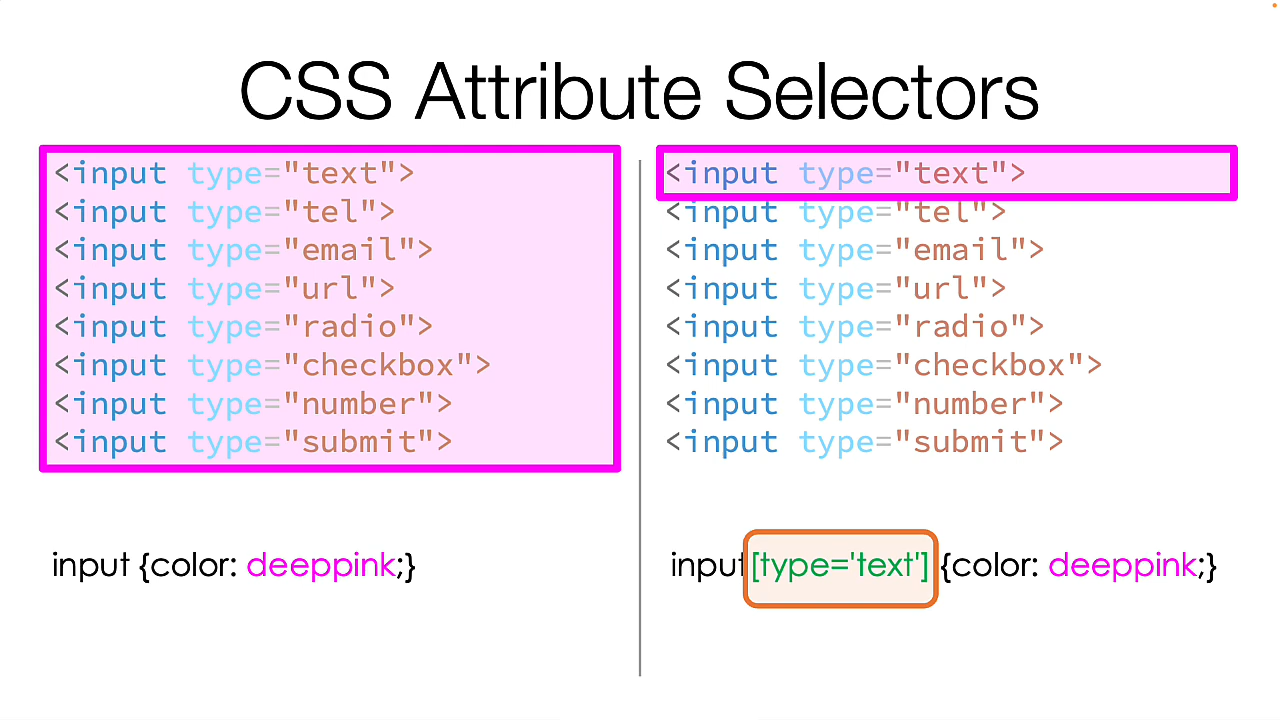 CSS Attribute Selectors
<input type="text">
<input type="tel">
<input type="email">
<input type="url">
<input type="radio">
<input type="checkbox">
<input type="number">
<input type="submit">
input {color: deeppink;}
<input type="text">
<input type="tel">
<input type="email">
<input type="url">
<input type="radio">
<input type="checkbox">
<input type="number">
<input type="submit">
input[type='text'] {color: deeppink;}